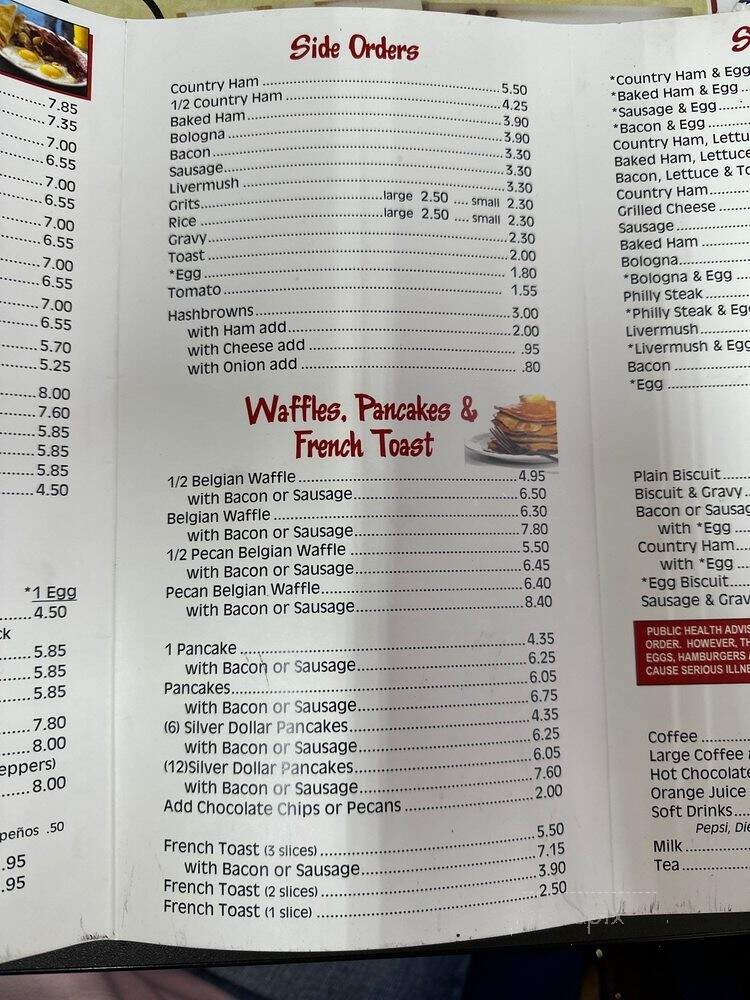 7.85
7.35
7.00
6.55
7.00
6.55
7.00
6.55
7.00
6.55
7.00
6.55
5.70
5.25
8.00
7.60
5.85
5.85
5.85
4.50
*1 Egg
4.50
5.85
5.85
5.85
7.80
8.00
eppers)
8.00
peños .50
.95
.95
Side Orders
Country Ham 5.50
1/2 Country Ham 4.25
Baked Ham 3.90
Bologna 3.90
Bacon 3.30
Sausage 3.30
Livermush 3.30
Grits large 2.50 .... small 2.30
Rice large 2.50 .... small 2.30
Gravy 2.30
Toast 2.00
*Egg 1.80
Tomato 1.55
Hashbrowns 3.00
with Ham add 2.00
with Cheese add .95
with Onion add .80
Waffles, Pancakes &
French Toast
1/2 Belgian Waffle 4.95
with Bacon or Sausage 6.50
Belgian Waffle 6.30
with Bacon or Sausage 7.80
1/2 Pecan Belgian Waffle 5.50
with Bacon or Sausage 6.45
Pecan Belgian Waffle 6.40
with Bacon or Sausage 8.40
1 Pancake 4.35
with Bacon or Sausage 6.25
Pancakes 6.05
with Bacon or Sausage 6.75
(6) Silver Dollar Pancakes 4.35
with Bacon or Sausage 6.25
(12)Silver Dollar Pancakes 6.05
with Bacon or Sausage 7.60
Add Chocolate Chips or Pecans 2.00
French Toast (3 slices) 5.50
with Bacon or Sausage 7.15
French Toast (2 slices) 3.90
French Toast (1 slice) 2.50
*Country Ham & Egg
*Baked Ham & Egg
*Sausage & Egg
*Bacon & Egg
Country Ham, Lettu
Baked Ham, Lettuce
Bacon, Lettuce & To
Country Ham
Grilled Cheese
Sausage
Baked Ham
Bologna
*Bologna & Egg
Philly Steak
*Philly Steak & Eg
Livermush
*Livermush & Egg
Bacon
*Egg
Plain Biscuit
Biscuit & Gravy
Bacon or Sausag
with *Egg
Country Ham
with *Egg
*Egg Biscuit
Sausage & Grav
PUBLIC HEALTH ADVIS
ORDER. HOWEVER, TH
EGGS, HAMBURGERS
CAUSE SERIOUS ILLNE
Coffee
Large Coffee
Hot Chocolate
Orange Juice
Soft Drinks
Pepsi, Die
Milk
Tea